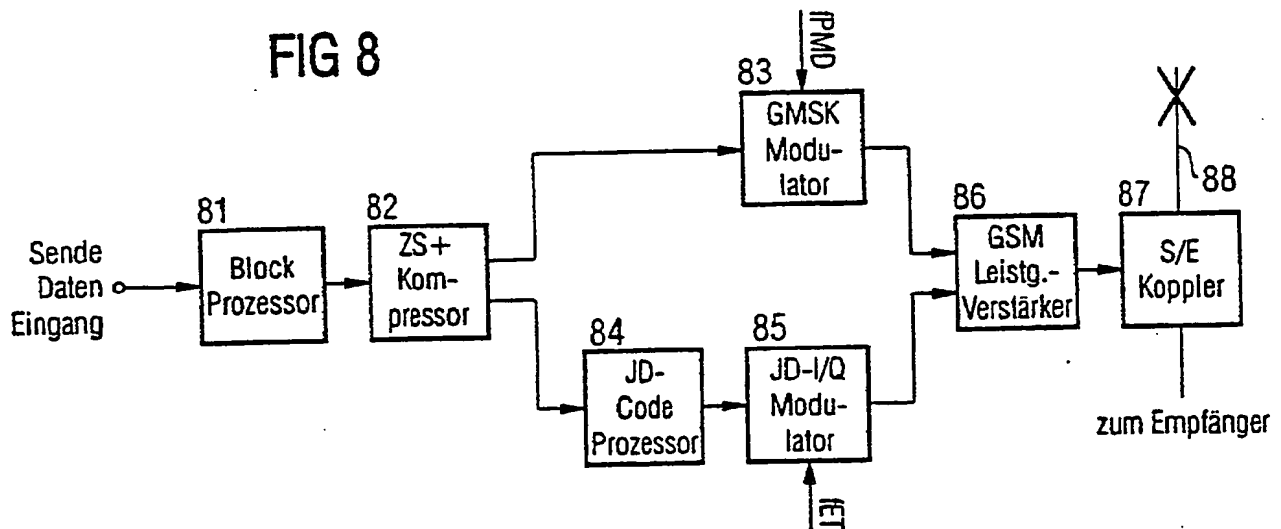 FIG 8
fPMD
83
GMSK
Modu-
lator
81
Sende
Daten
Eingang
Block
Prozessor
82
ZS+
Kom-
pressor
84
JD-
Code
Prozessor
85
JD-I/Q
Modu-
lator
fET
86
GSM
Leistg.-
Verstärker
87
S/E
Koppler
88
zum Empfänger